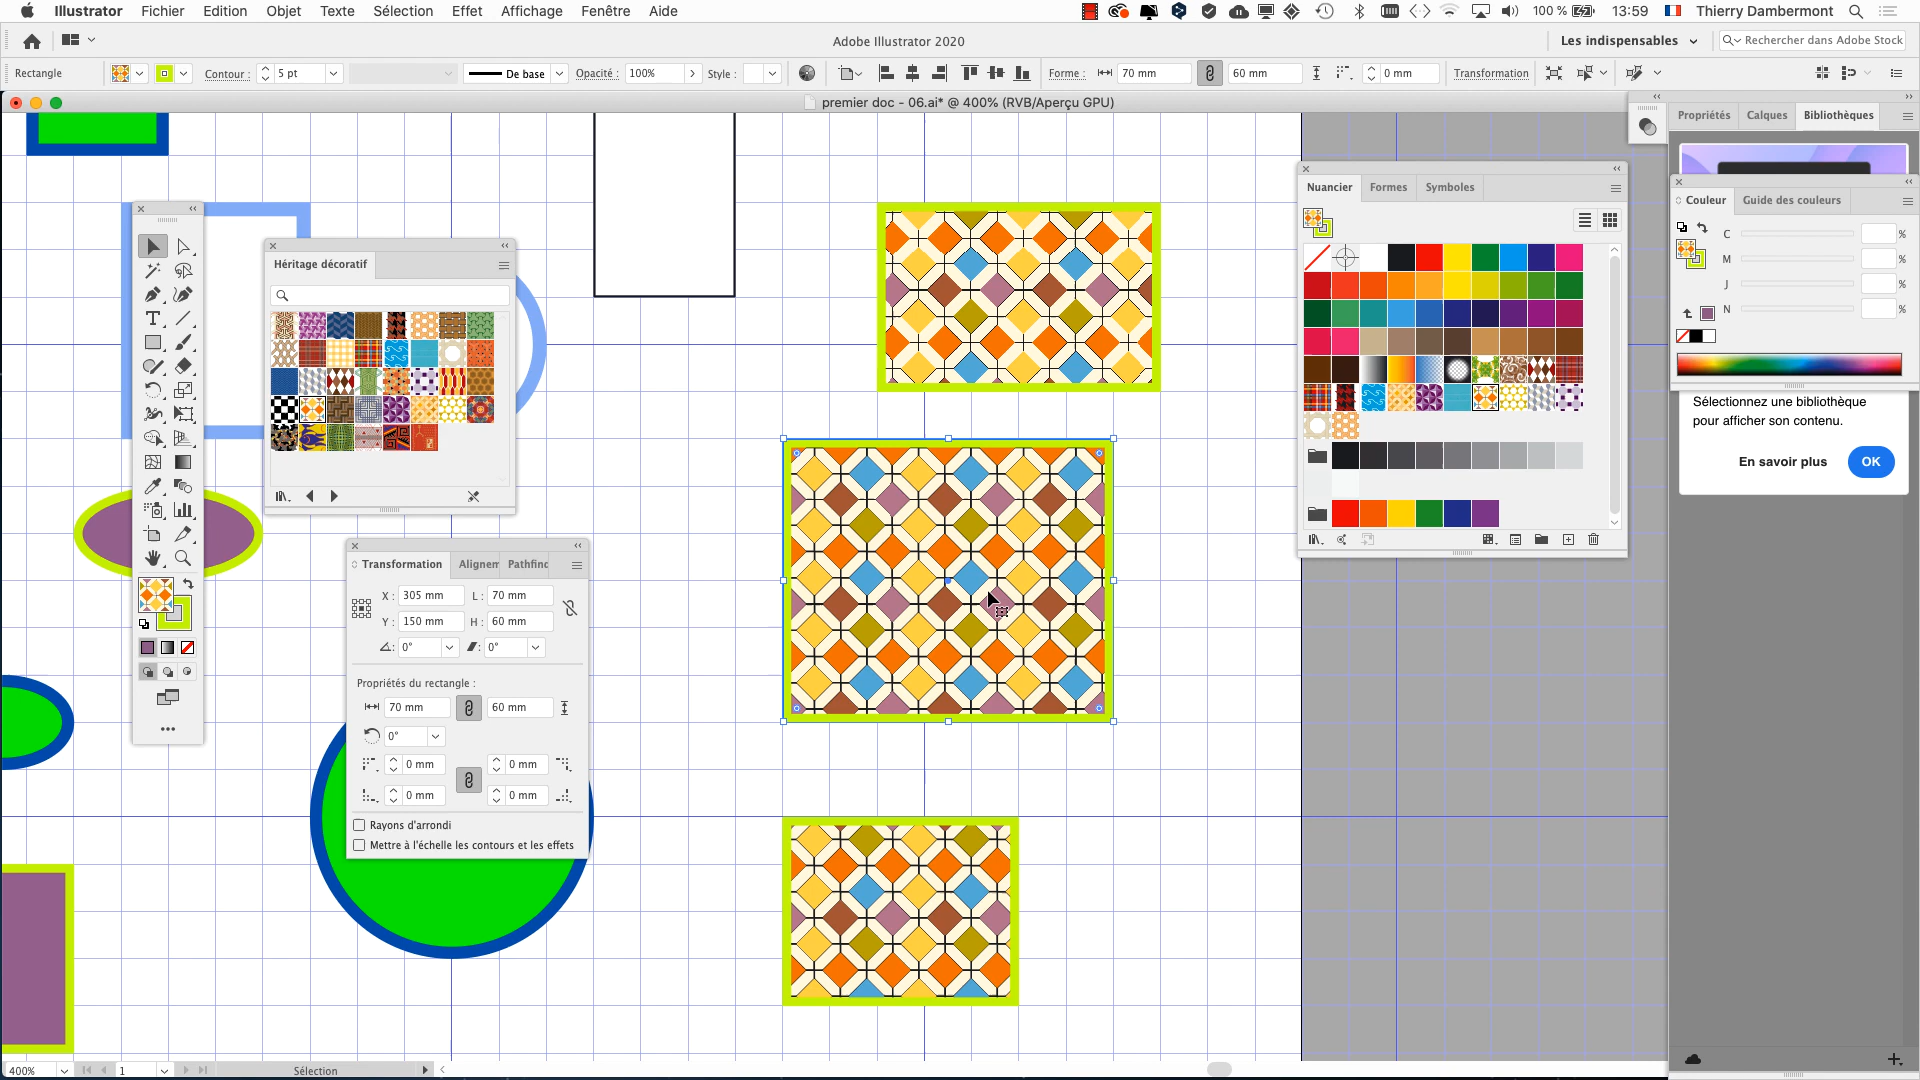 Illustrator Fichier Edition Objet Texte Sélection Effet Affichage Fenêtre Aide 100 % 13:59 Thierry Dambermont
Adobe Illustrator 2020 Les indispensables Rechercher dans Adobe Stock
Rectangle Contour : 5 pt De base Opacité : 100% Style : Forme : 70 mm 60 mm 0 mm Transformation
premier doc - 06.ai* @ 400% (RVB/Aperçu GPU)
Propriétés Calques Bibliothèques
Nuancier Formes Symboles
Couleur Guide des couleurs
C %
M %
J %
N %
Héritage décoratif
Sélectionnez une bibliothèque
pour afficher son contenu.
En savoir plus OK
Transformation Alignem Pathfinc
X : 305 mm L : 70 mm
Y : 150 mm H : 60 mm
0° 0°
Propriétés du rectangle :
70 mm 60 mm
0°
0 mm 0 mm
0 mm 0 mm
Rayons d'arrondi
Mettre à l'échelle les contours et les effets
400% 1 Sélection